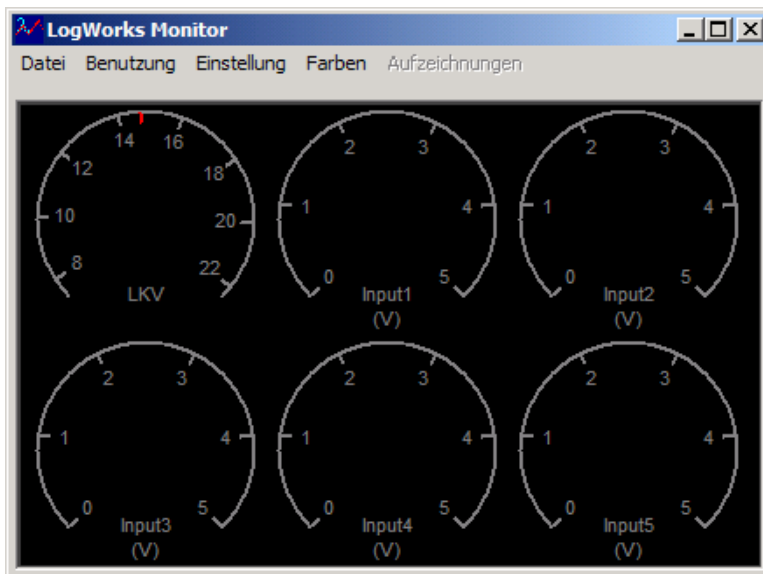 LogWorks Monitor
Datei Benutzung Einstellung Farben Aufzeichnungen
8 10 12 14 16 18 20 22
LKV
0 1 2 3 4 5
Input1
(V)
0 1 2 3 4 5
Input2
(V)
0 1 2 3 4 5
Input3
(V)
0 1 2 3 4 5
Input4
(V)
0 1 2 3 4 5
Input5
(V)